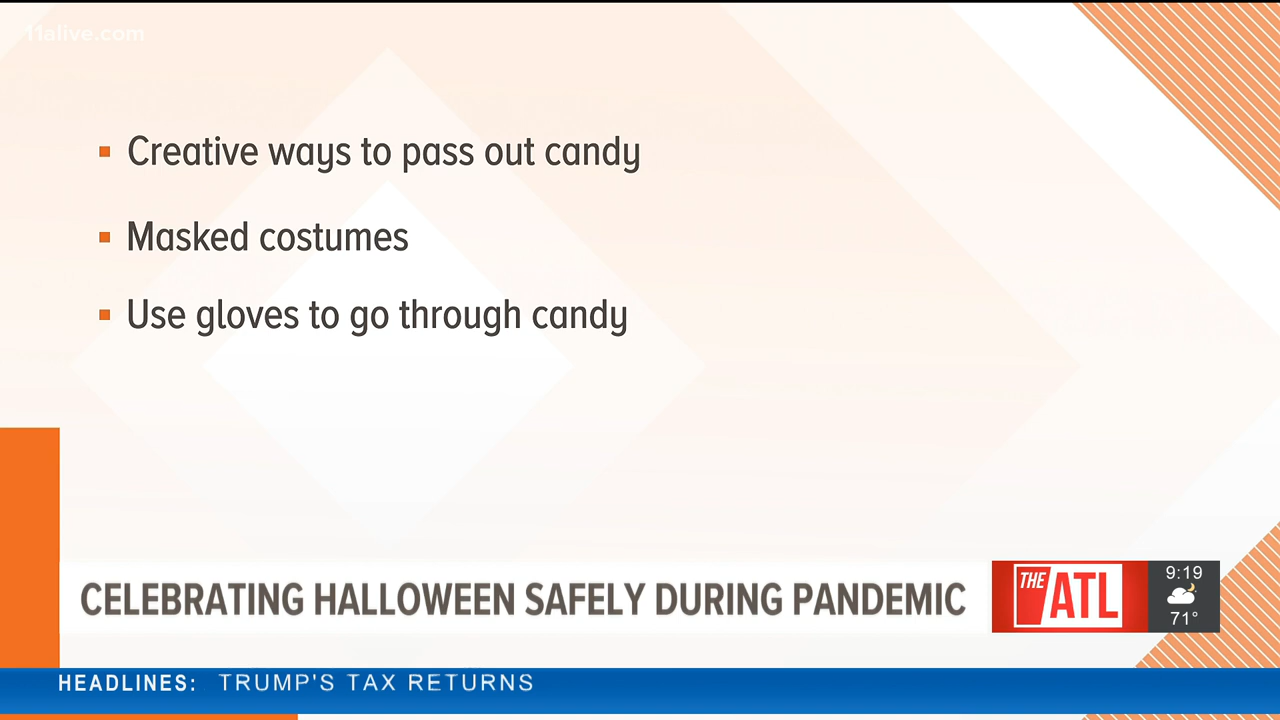 11alive.com
Creative ways to pass out candy
Masked costumes
Use gloves to go through candy
CELEBRATING HALLOWEEN SAFELY DURING PANDEMIC
THE ATL
9:19
71°
HEADLINES: TRUMP'S TAX RETURNS